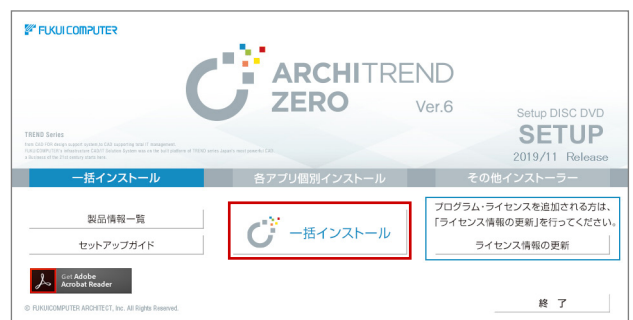 FUKUI COMPUTER
ARCHITREND
ZERO Ver.6
Setup DISC DVD
SETUP
2019/11 Release
TREND Series
一括インストール
各アプリ個別インストール
その他インストーラー
製品情報一覧
セットアップガイド
一括インストール
プログラム・ライセンスを追加される方は、
「ライセンス情報の更新」を行ってください。
ライセンス情報の更新
Get Adobe
Acrobat Reader
© FUKUICOMPUTER ARCHITECT, Inc. All Rights Reserved.
終 了